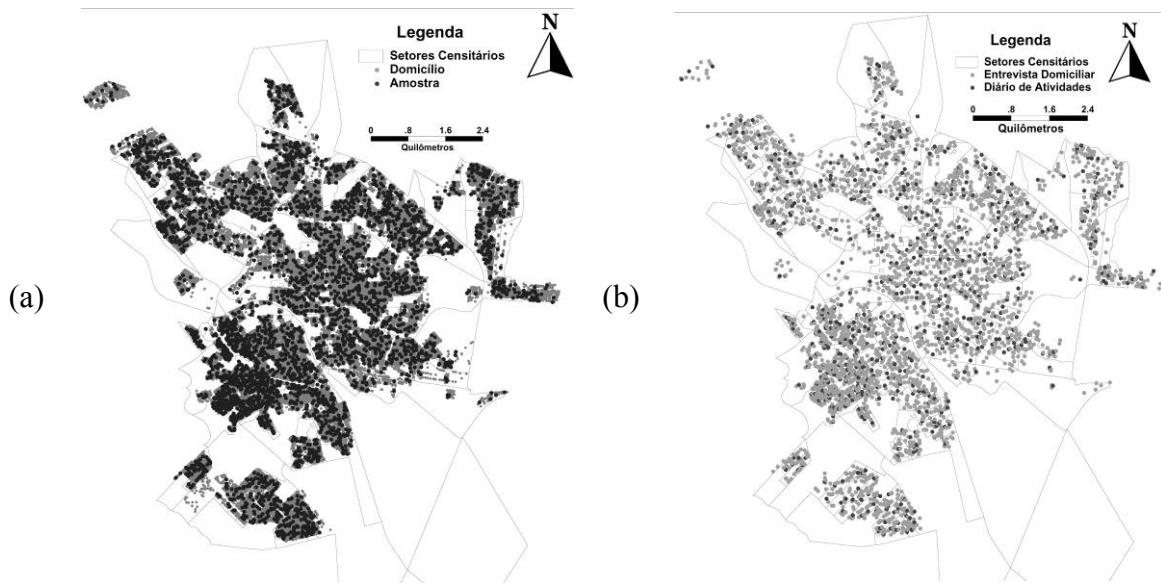 Legenda
Setores Censitários
Domicílio
Amostra
N
0 .8 1.6 2.4
Quilômetros
(a)
Legenda
Setores Censitários
Entrevista Domiciliar
Diário de Atividades
N
0 .8 1.6 2.4
Quilômetros
(b)